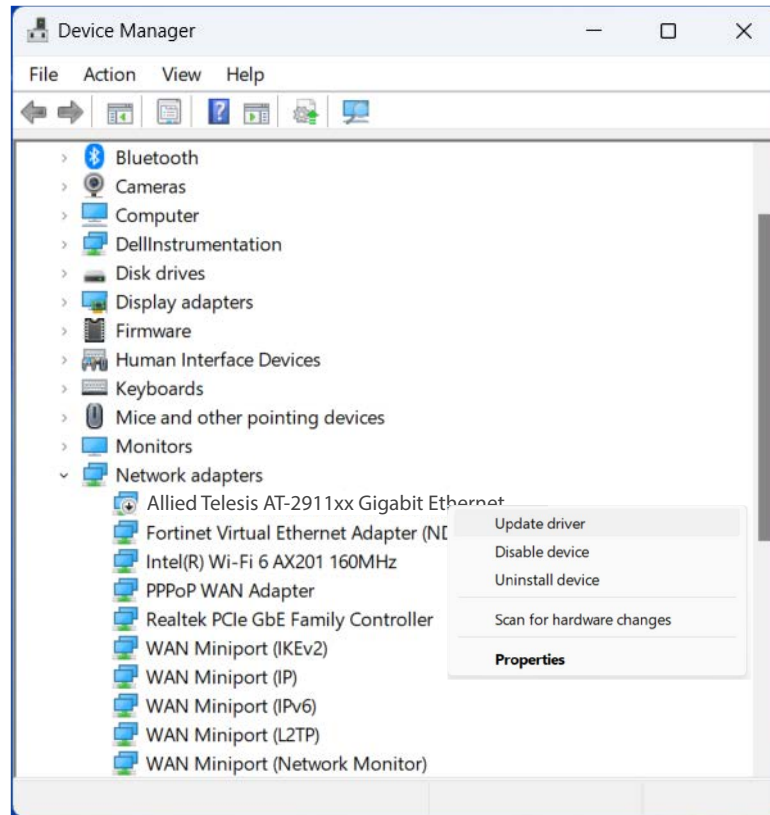 Device Manager
File Action View Help
Bluetooth
Cameras
Computer
DellInstrumentation
Disk drives
Display adapters
Firmware
Human Interface Devices
Keyboards
Mice and other pointing devices
Monitors
Network adapters
Allied Telesis AT-2911xx Gigabit Ethernet
Fortinet Virtual Ethernet Adapter (ND
Intel(R) Wi-Fi 6 AX201 160MHz
PPPoP WAN Adapter
Realtek PCIe GbE Family Controller
WAN Miniport (IKEv2)
WAN Miniport (IP)
WAN Miniport (IPv6)
WAN Miniport (L2TP)
WAN Miniport (Network Monitor)
Update driver
Disable device
Uninstall device
Scan for hardware changes
Properties